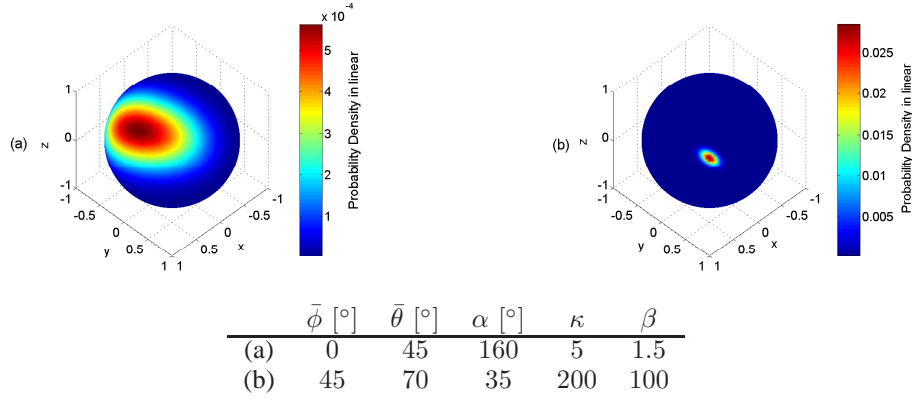 x 10⁻⁴
5
4
3
2
1
Probability Density in linear
(a)
z
1
0
-1
-1
-0.5
0
0.5
1
y
1
0.5
0
-0.5
-1
x
0.025
0.02
0.015
0.01
0.005
Probability Density in linear
(b)
z
1
0
-1
-1
-0.5
0
0.5
1
y
1
0.5
0
-0.5
-1
x
ϕ̄ [°] θ̄ [°] α [°] κ β
(a) 0 45 160 5 1.5
(b) 45 70 35 200 100